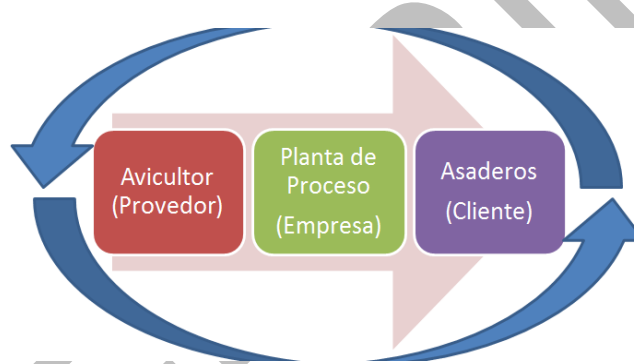 Avicultor
(Provedor)
Planta de
Proceso
(Empresa)
Asaderos
(Cliente)